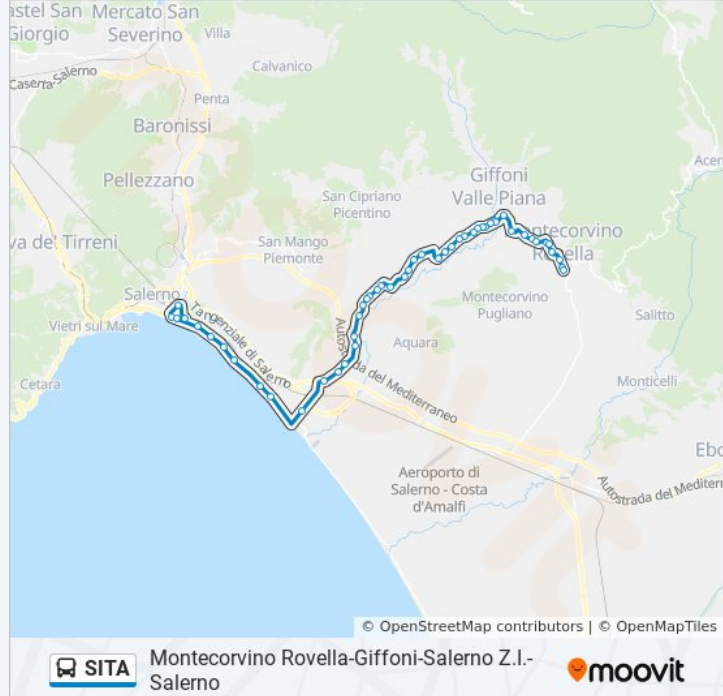 astel San
Giorgio
Mercato San
Severino
Villa
Calvanico
Caserta-Salerno
Penta
Baronissi
Acer
Pellezzano
Giffoni
Valle Piana
San Cipriano
Picentino
va de' Tirreni
San Mango
Piemonte
ntecorvino
Rovella
Salerno
Tangenziale di Salerno
Montecorvino
Pugliano
Salitto
Vietri sul Mare
Autostrada del Mediterraneo
Aquara
Cetara
Monticelli
Ebo
Aeroporto di
Salerno - Costa
d'Amalfi
Autostrada del Mediterr
© OpenStreetMap contributors | © OpenMapTiles
SITA
Montecorvino Rovella-Giffoni-Salerno Z.I.-
Salerno
moovit